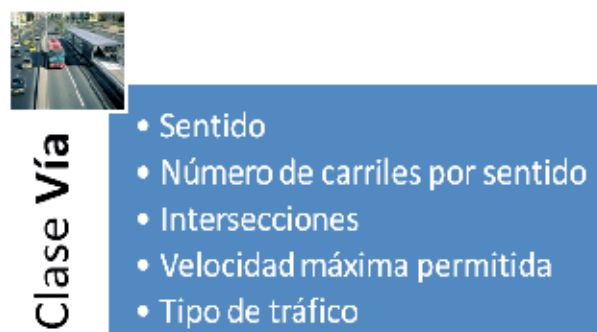 Clase Vía
• Sentido
• Número de carriles por sentido
• Intersecciones
• Velocidad máxima permitida
• Tipo de tráfico